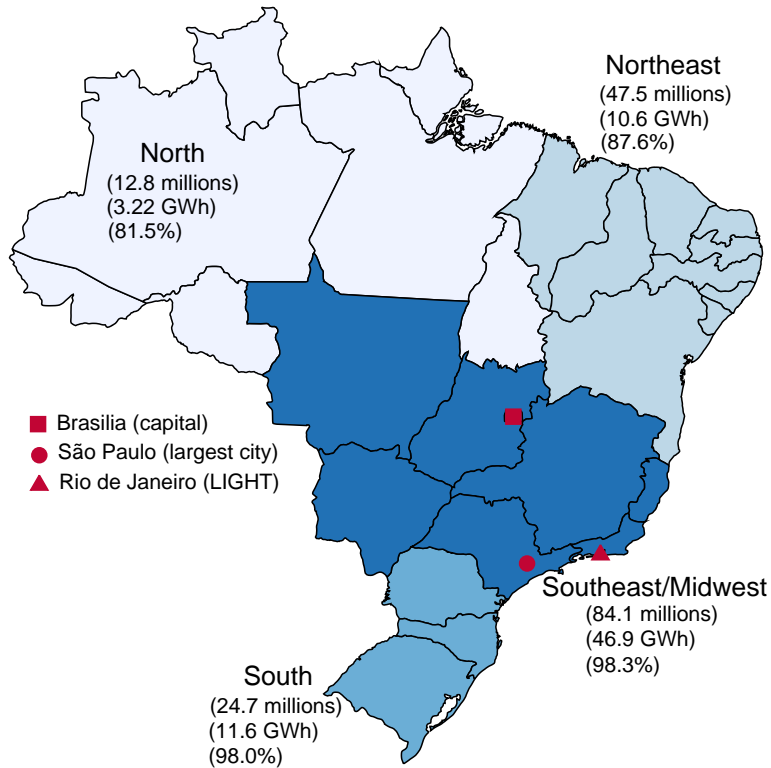 Northeast
(47.5 millions)
(10.6 GWh)
(87.6%)
North
(12.8 millions)
(3.22 GWh)
(81.5%)
Brasilia (capital)
São Paulo (largest city)
Rio de Janeiro (LIGHT)
Southeast/Midwest
(84.1 millions)
(46.9 GWh)
(98.3%)
South
(24.7 millions)
(11.6 GWh)
(98.0%)